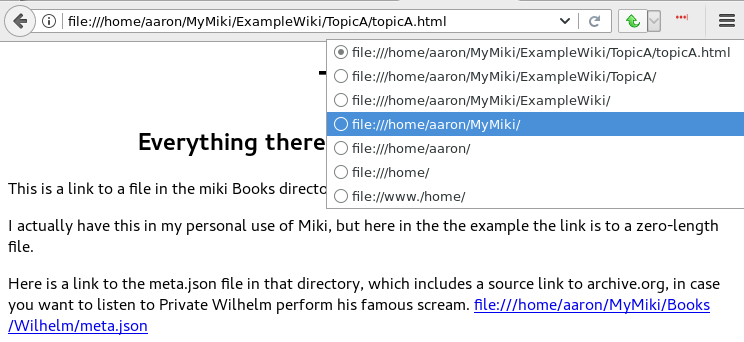 file:///home/aaron/MyMiki/ExampleWiki/TopicA/topicA.html
file:///home/aaron/MyMiki/ExampleWiki/TopicA/topicA.html
file:///home/aaron/MyMiki/ExampleWiki/TopicA/
file:///home/aaron/MyMiki/ExampleWiki/
file:///home/aaron/MyMiki/
file:///home/aaron/
file:///home/
file://www./home/
Everything there
This is a link to a file in the miki Books directo
I actually have this in my personal use of Miki, but here in the the example the link is to a zero-length
file.
Here is a link to the meta.json file in that directory, which includes a source link to archive.org, in case
you want to listen to Private Wilhelm perform his famous scream. file:///home/aaron/MyMiki/Books
/Wilhelm/meta.json